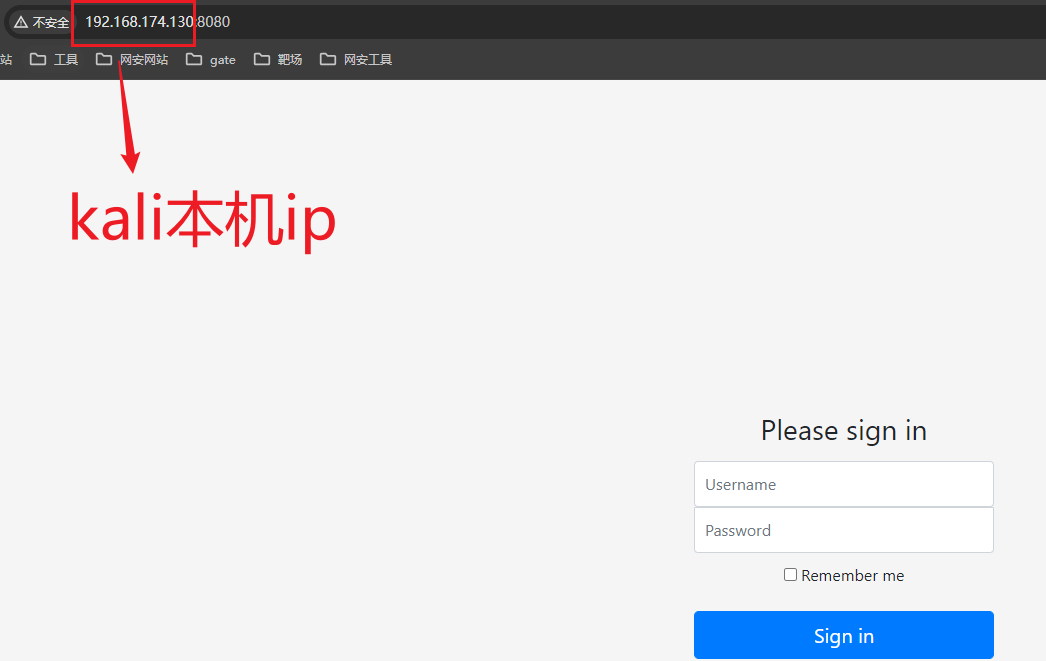 不安全 192.168.174.130:8080
站 工具 网安网站 gate 靶场 网安工具
kali本机ip
Please sign in
Username
Password
Remember me
Sign in